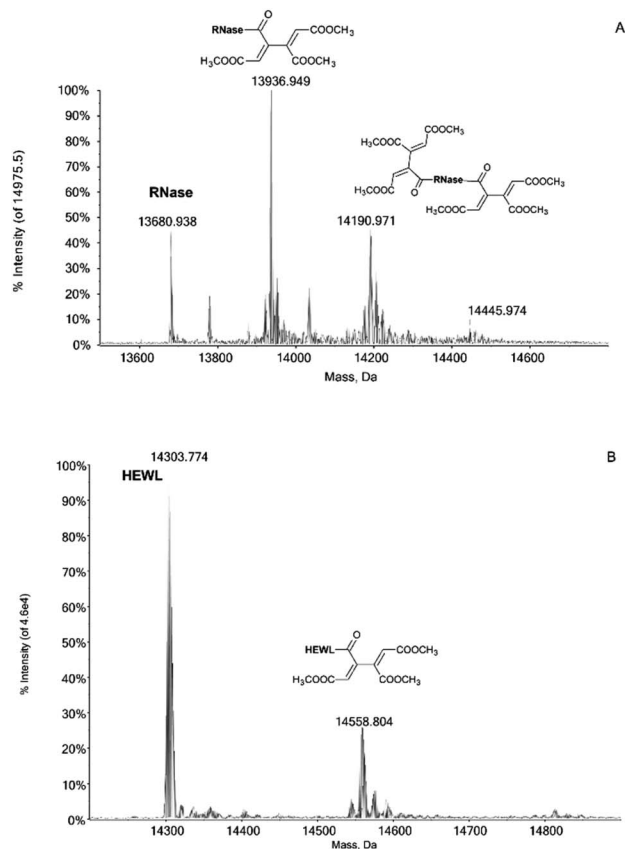 A
RNase
O
COOCH₃
H₃COOC
COOCH₃
13936.949
100%
90%
80%
70%
60%
50%
40%
30%
20%
10%
0%
% Intensity (of 14975.5)
RNase
13680.938
COOCH₃
H₃COOC
H₃COOC
O
RNase
O
COOCH₃
H₃COOC
COOCH₃
14190.971
14445.974
13600 13800 13936 14000 14200 14400 14600
Mass, Da
B
14303.774
HEWL
100%
90%
80%
70%
60%
50%
40%
30%
20%
10%
0%
% Intensity (of 4.6e4)
HEWL
O
COOCH₃
H₃COOC
COOCH₃
14558.804
14300 14400 14500 14600 14700 14800
Mass, Da